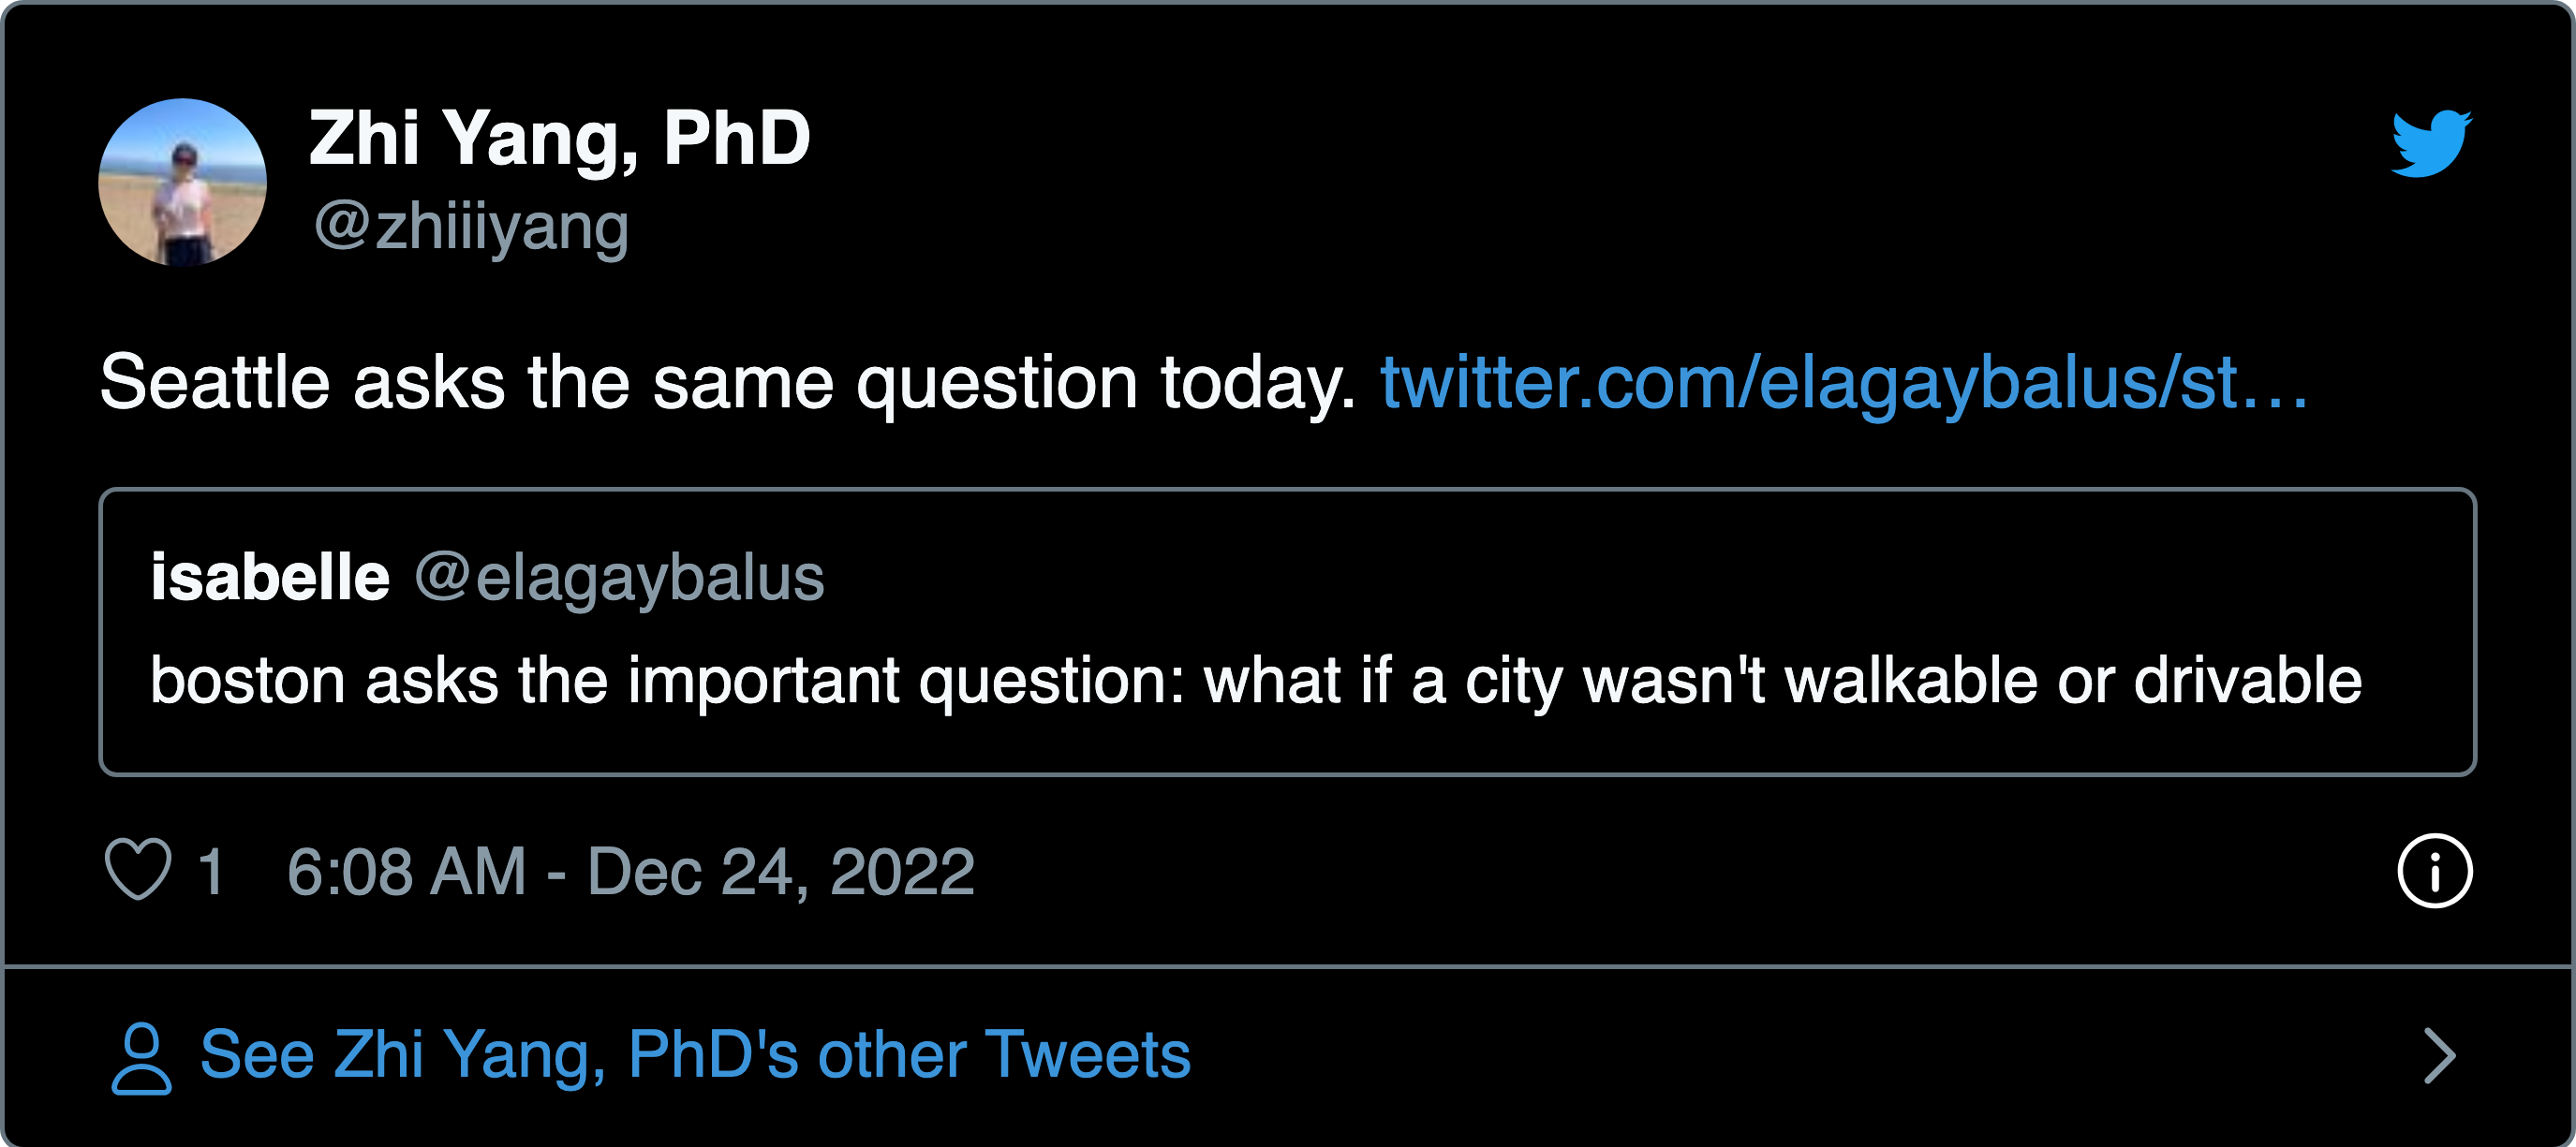 Zhi Yang, PhD
@zhiiiyang
Seattle asks the same question today. twitter.com/elagaybalus/st…
isabelle @elagaybalus
boston asks the important question: what if a city wasn't walkable or drivable
1 6:08 AM - Dec 24, 2022
See Zhi Yang, PhD's other Tweets